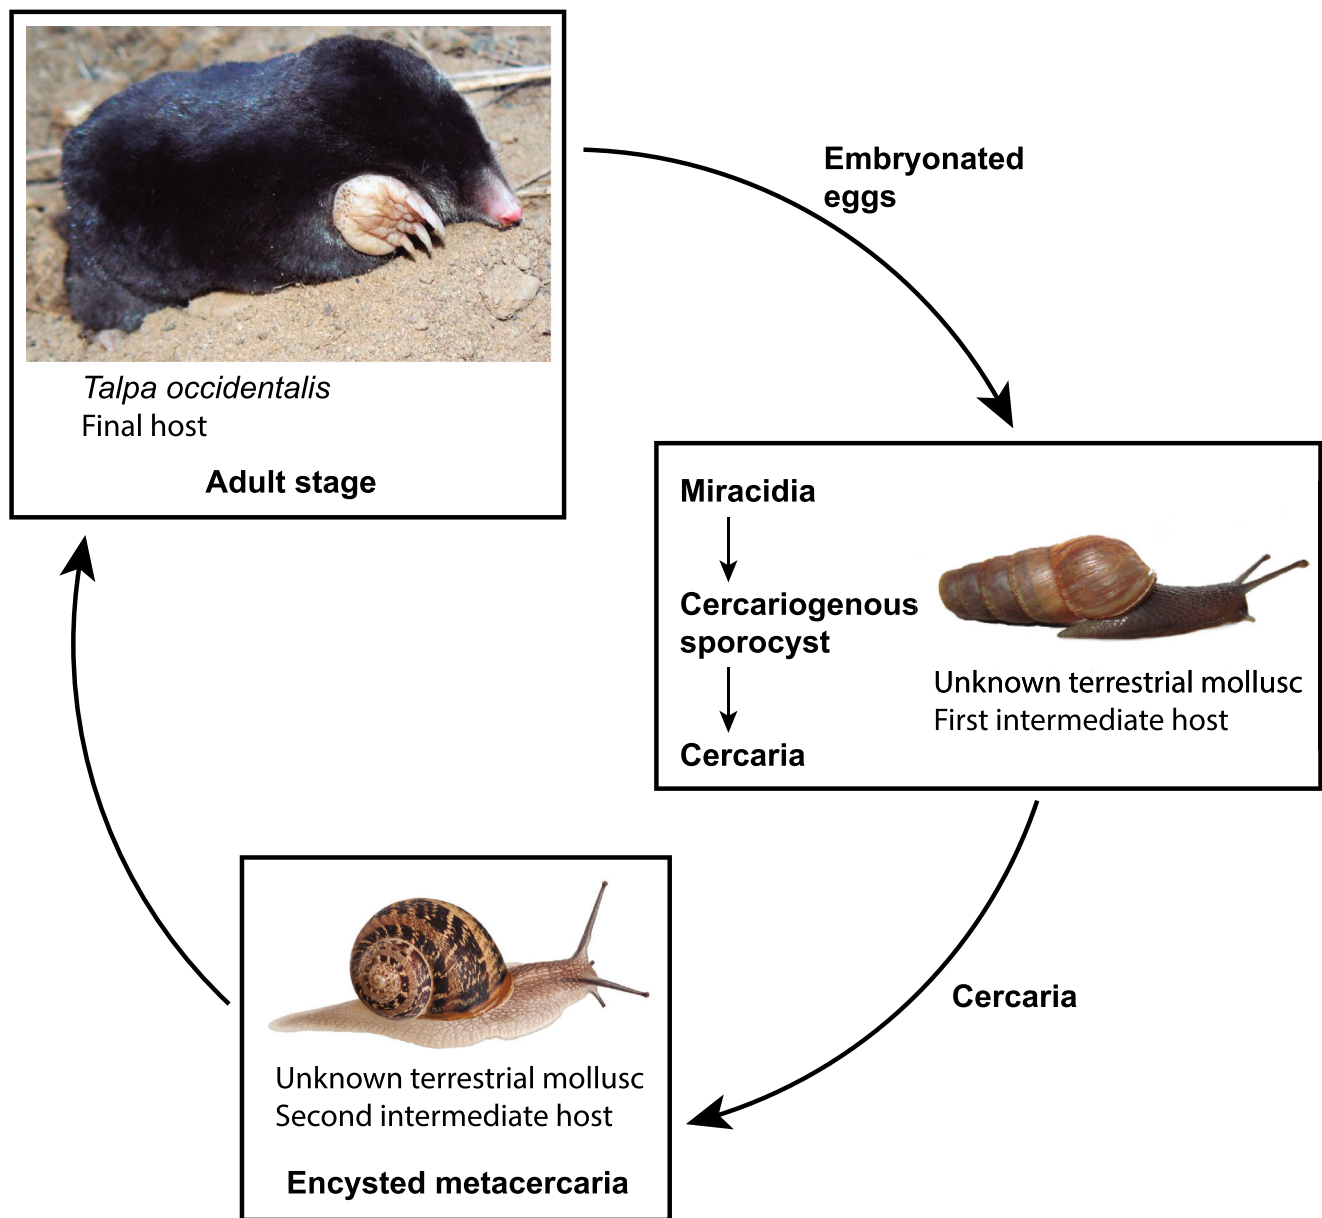 Talpa occidentalis
Final host
Adult stage
Embryonated
eggs
Miracidia
Cercariogenous
sporocyst
Cercaria
Unknown terrestrial mollusc
First intermediate host
Cercaria
Unknown terrestrial mollusc
Second intermediate host
Encysted metacercaria